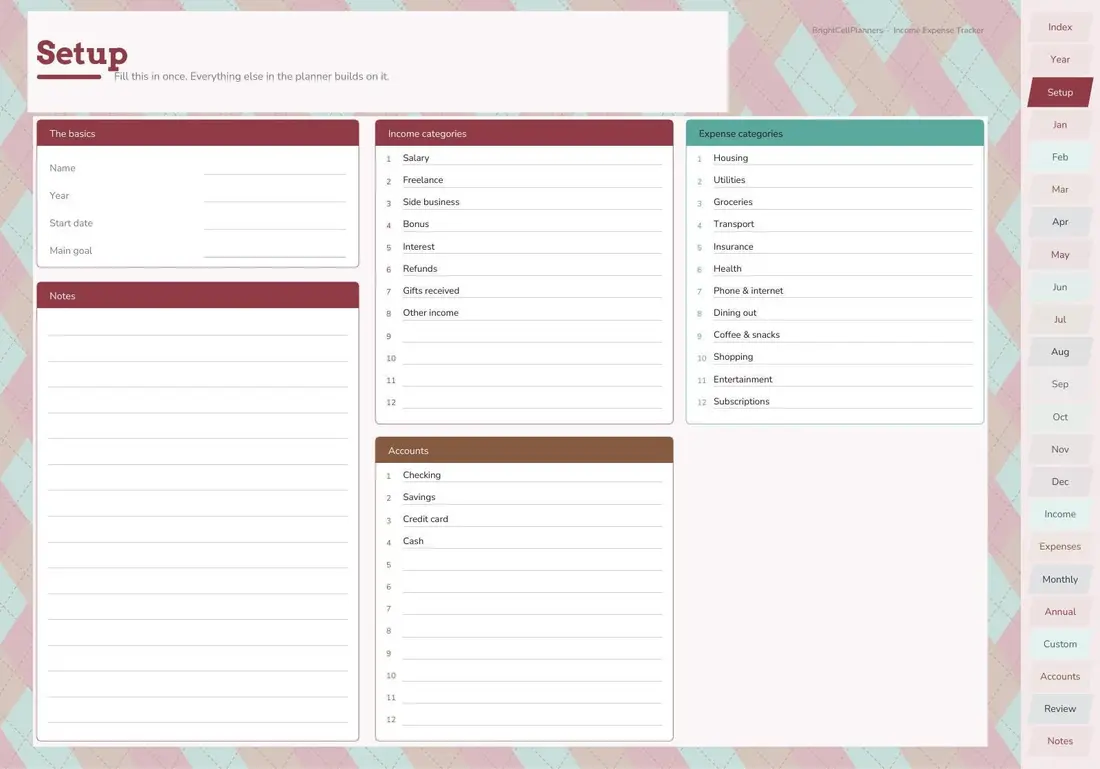 Setup
Fill this in once. Everything else in the planner builds on it.
BrightCellPlanners · Income Expense Tracker
The basics
Name
Year
Start date
Main goal
Notes
Income categories
1 Salary
2 Freelance
3 Side business
4 Bonus
5 Interest
6 Refunds
7 Gifts received
8 Other income
9
10
11
12
Expense categories
1 Housing
2 Utilities
3 Groceries
4 Transport
5 Insurance
6 Health
7 Phone & internet
8 Dining out
9 Coffee & snacks
10 Shopping
11 Entertainment
12 Subscriptions
Accounts
1 Checking
2 Savings
3 Credit card
4 Cash
5
6
7
8
9
10
11
12
Index
Year
Setup
Jan
Feb
Mar
Apr
May
Jun
Jul
Aug
Sep
Oct
Nov
Dec
Income
Expenses
Monthly
Annual
Custom
Accounts
Review
Notes